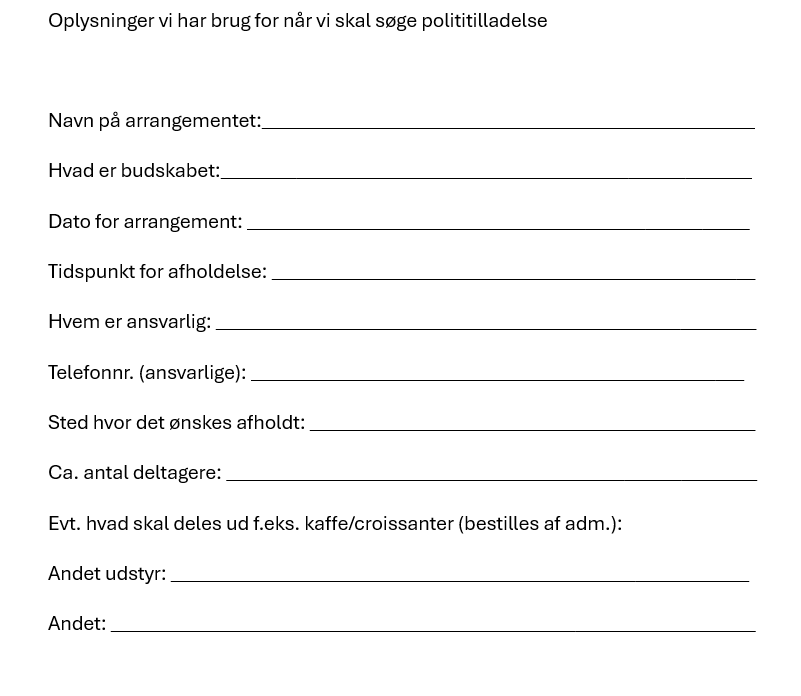 Oplysninger vi har brug for når vi skal søge polititilladelse
Navn på arrangementet:
Hvad er budskabet:
Dato for arrangement:
Tidspunkt for afholdelse:
Hvem er ansvarlig:
Telefonnr. (ansvarlige):
Sted hvor det ønskes afholdt:
Ca. antal deltagere:
Evt. hvad skal deles ud f.eks. kaffe/croissanter (bestilles af adm.):
Andet udstyr:
Andet: